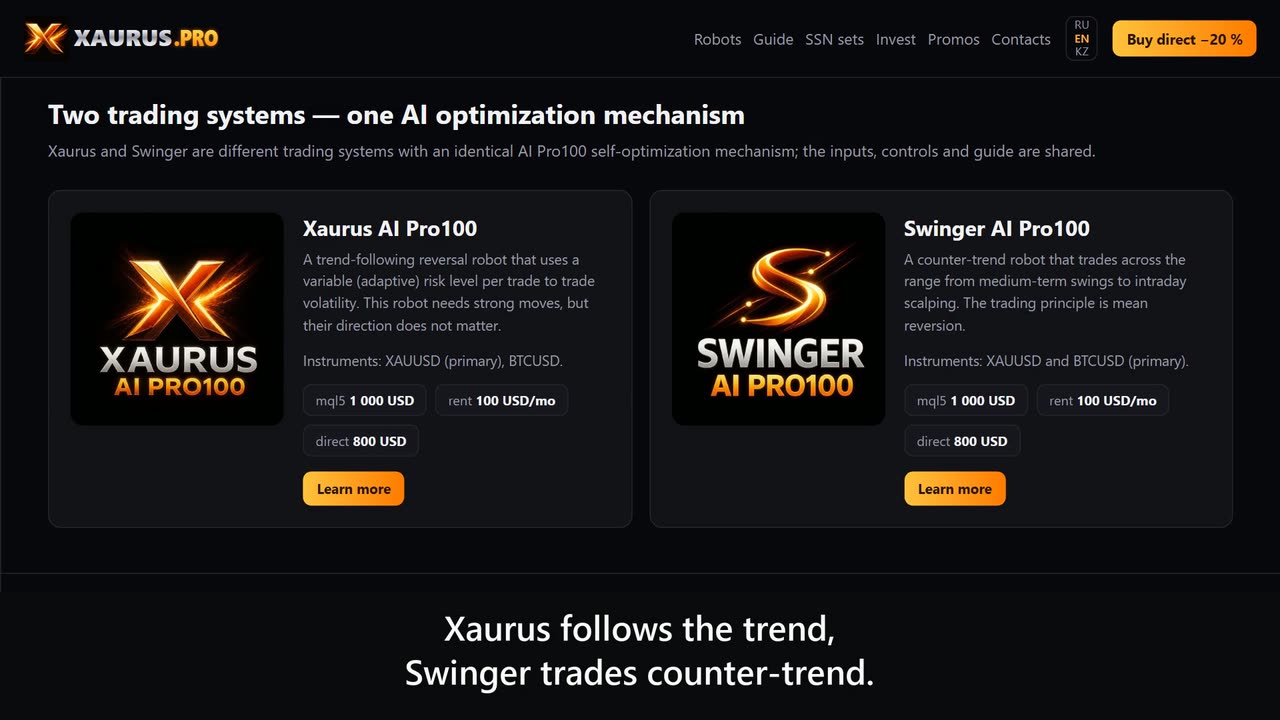 XAURUS.PRO
Robots Guide SSN sets Invest Promos Contacts
RU
EN
KZ
Buy direct −20 %
Two trading systems — one AI optimization mechanism
Xaurus and Swinger are different trading systems with an identical AI Pro100 self-optimization mechanism; the inputs, controls and guide are shared.
XAURUS
AI PRO100
Xaurus AI Pro100
A trend-following reversal robot that uses a
variable (adaptive) risk level per trade to trade
volatility. This robot needs strong moves, but
their direction does not matter.
Instruments: XAUUSD (primary), BTCUSD.
mql5 1 000 USD
rent 100 USD/mo
direct 800 USD
Learn more
SWINGER
AI PRO100
Swinger AI Pro100
A counter-trend robot that trades across the
range from medium-term swings to intraday
scalping. The trading principle is mean
reversion.
Instruments: XAUUSD and BTCUSD (primary).
mql5 1 000 USD
rent 100 USD/mo
direct 800 USD
Learn more
Xaurus follows the trend,
Swinger trades counter-trend.